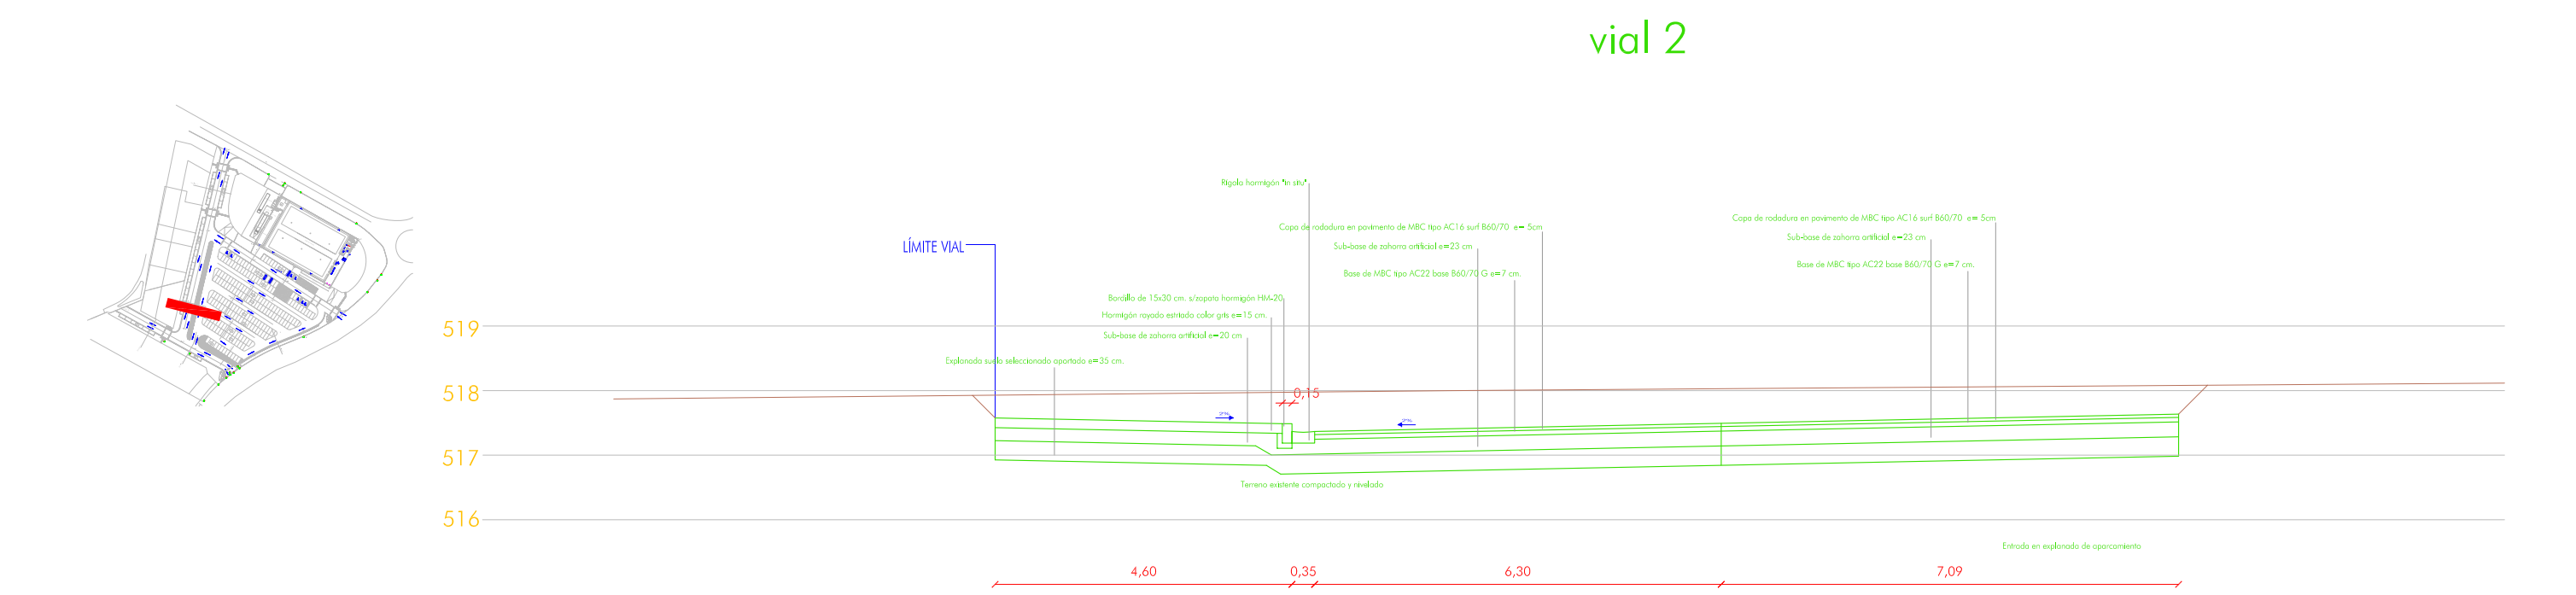 vial 2
Rigola hormigón "in situ"
Capa de rodadura en pavimento de MBC tipo AC16 surf B60/70 e= 5cm
Capa de rodadura en pavimento de MBC tipo AC16 surf B60/70 e= 5cm
Sub-base de zahorra artificial e=23 cm
Sub-base de zahorra artificial e=23 cm
LÍMITE VIAL
Base de MBC tipo AC22 base B60/70 G e=7 cm.
Base de MBC tipo AC22 base B60/70 G e=7 cm.
Bordillo de 15x30 cm. s/zapata hormigón HM-20
Hormigón rayado estriado color gris e=15 cm.
519
Sub-base de zahorra artificial e=20 cm
Explanada suelo seleccionado aportada e=35 cm.
518
0,15
2%
2%
517
Terreno existente compactado y nivelado
516
Entrada en explanada de aparcamiento
4,60
0,35
6,30
7,09